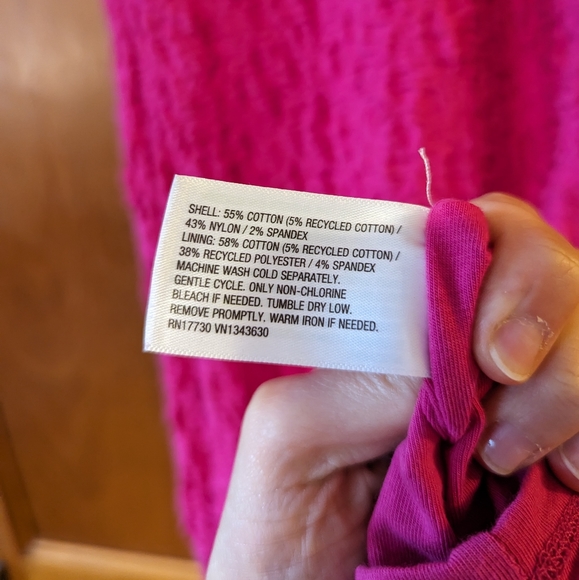 SHELL: 55% COTTON (5% RECYCLED COTTON) /
43% NYLON / 2% SPANDEX
LINING: 58% COTTON (5% RECYCLED COTTON) /
38% RECYCLED POLYESTER / 4% SPANDEX
MACHINE WASH COLD SEPARATELY.
GENTLE CYCLE. ONLY NON-CHLORINE
BLEACH IF NEEDED. TUMBLE DRY LOW.
REMOVE PROMPTLY. WARM IRON IF NEEDED.
RN17730 VN1343630